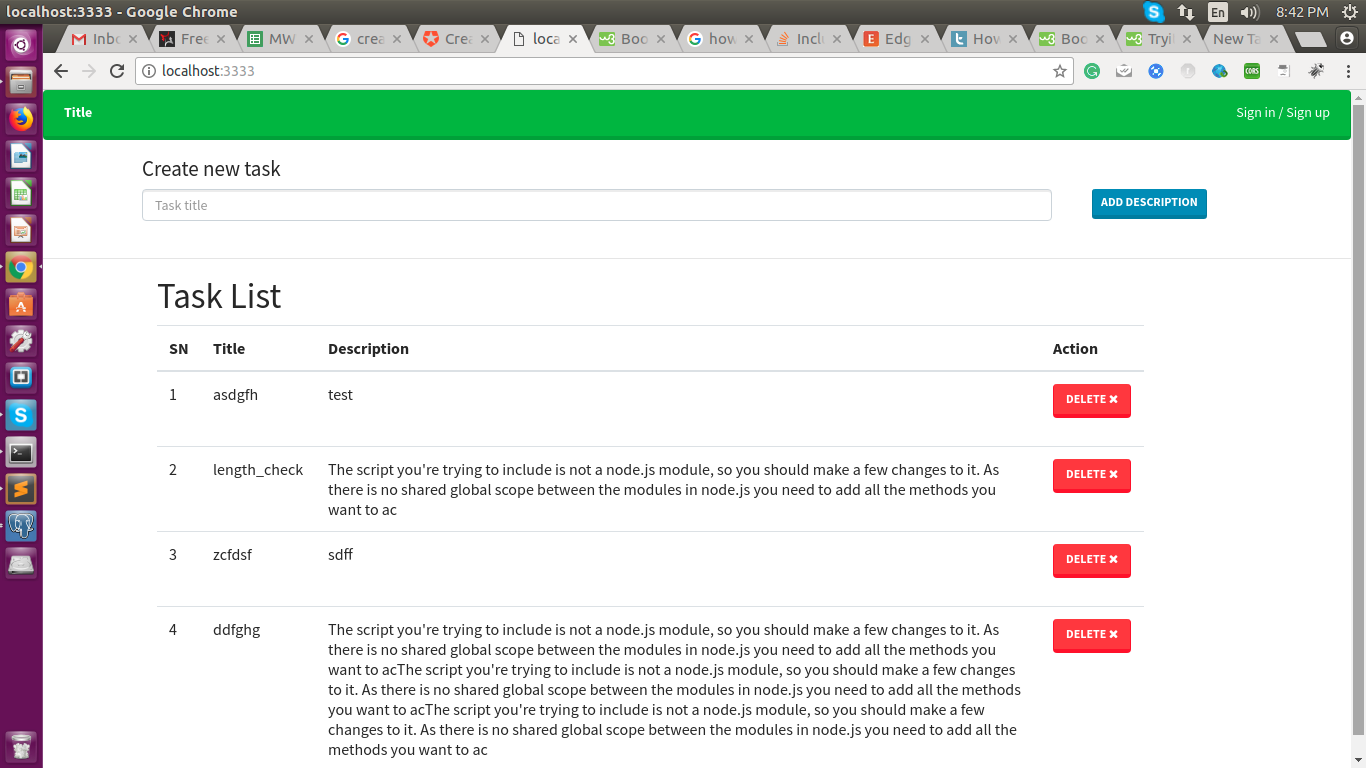 localhost:3333 - Google Chrome
En
8:42 PM
Inbo
Free
MW
crea
Crea
loca
Boo
how
Inclu
Edg
How
Boo
Tryi
New Ta
localhost:3333
CORS
Title
Sign in / Sign up
Create new task
Task title
ADD DESCRIPTION
Task List
SN Title Description Action
1 asdgfh test DELETE ✖
2 length_check The script you're trying to include is not a node.js module, so you should make a few changes to it. As DELETE ✖
there is no shared global scope between the modules in node.js you need to add all the methods you
want to ac
3 zcfdsf sdff DELETE ✖
4 ddfghg The script you're trying to include is not a node.js module, so you should make a few changes to it. As DELETE ✖
there is no shared global scope between the modules in node.js you need to add all the methods you
want to acThe script you're trying to include is not a node.js module, so you should make a few changes
to it. As there is no shared global scope between the modules in node.js you need to add all the methods
you want to acThe script you're trying to include is not a node.js module, so you should make a few
changes to it. As there is no shared global scope between the modules in node.js you need to add all the
methods you want to ac